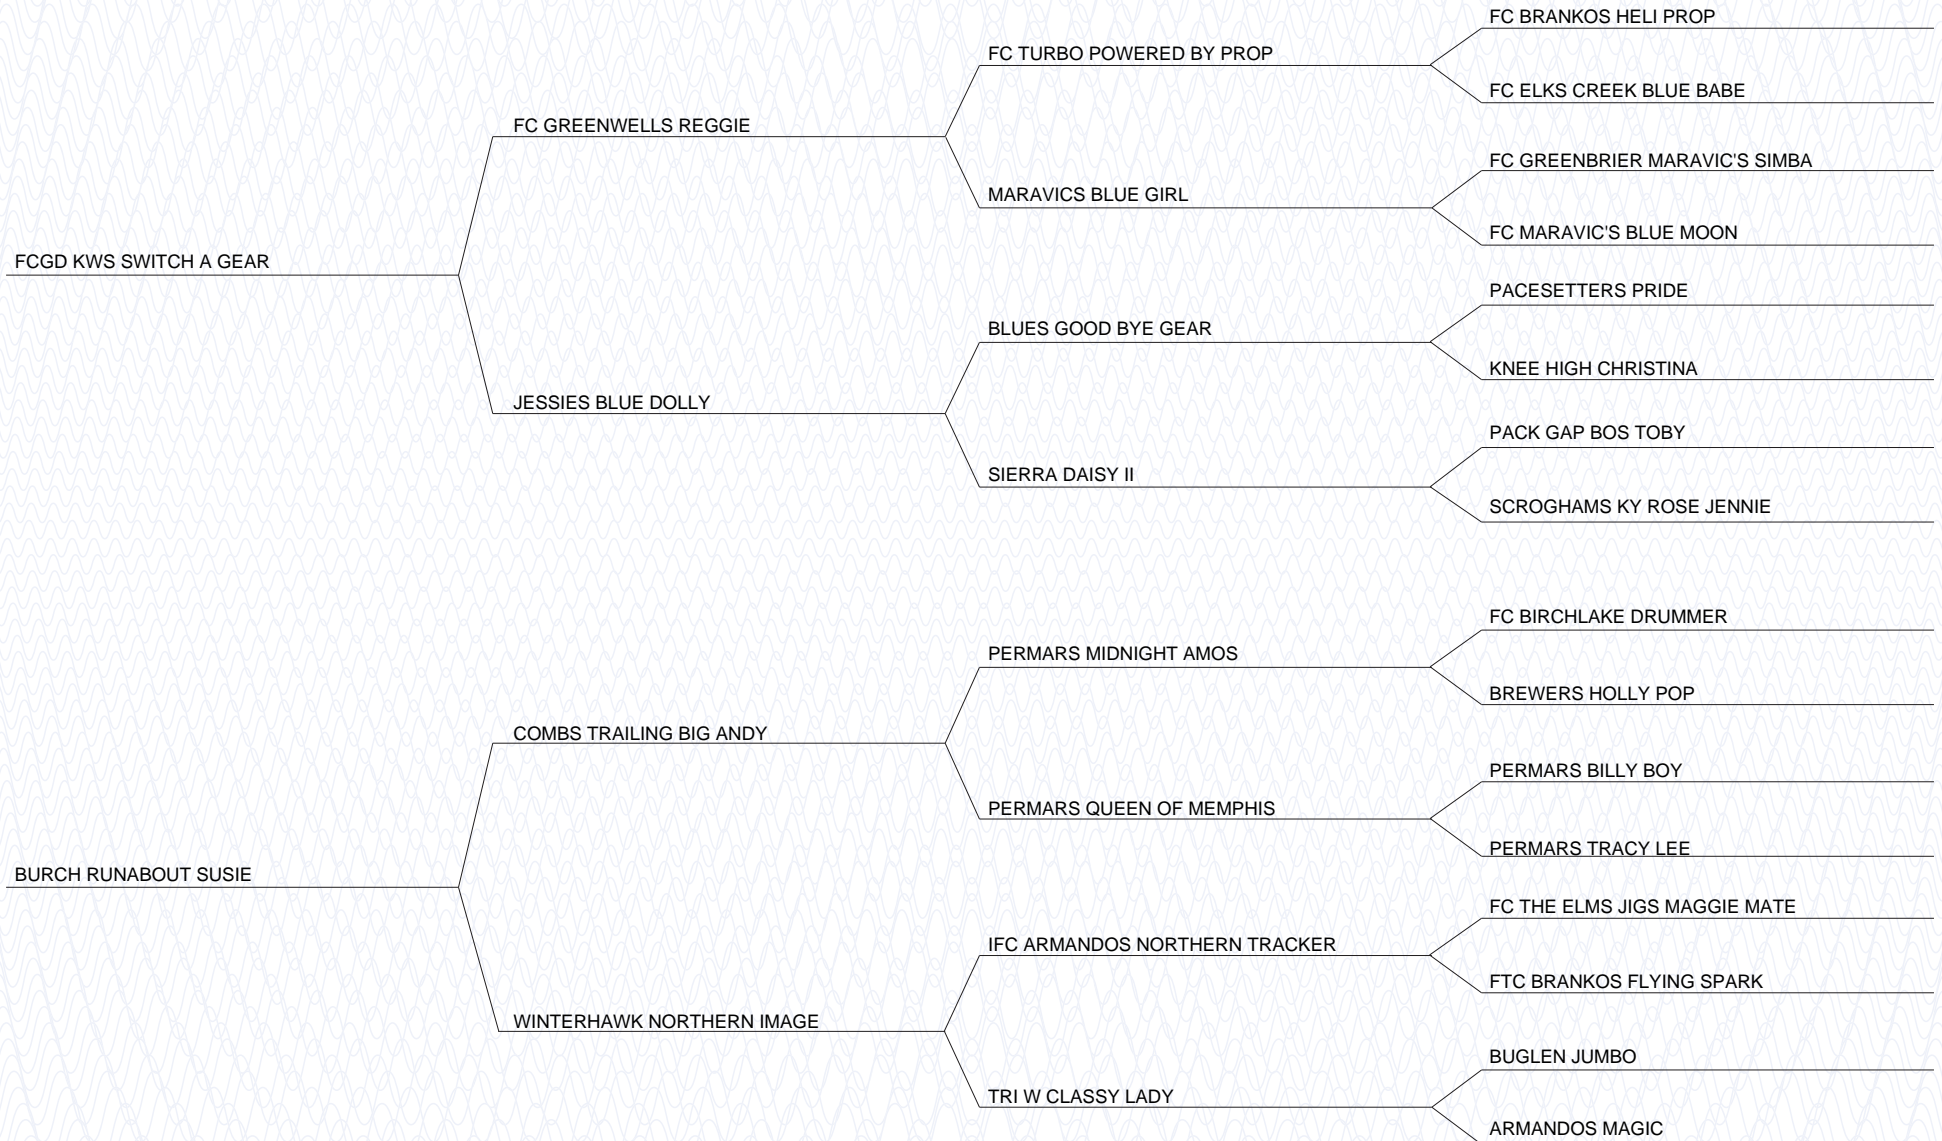 FC BRANKOS HELI PROP
FC TURBO POWERED BY PROP
FC ELKS CREEK BLUE BABE
FC GREENWELLS REGGIE
FC GREENBRIER MARAVIC'S SIMBA
MARAVICS BLUE GIRL
FC MARAVIC'S BLUE MOON
FCGD KWS SWITCH A GEAR
PACESETTERS PRIDE
BLUES GOOD BYE GEAR
KNEE HIGH CHRISTINA
JESSIES BLUE DOLLY
PACK GAP BOS TOBY
SIERRA DAISY II
SCROGHAMS KY ROSE JENNIE
FC BIRCHLAKE DRUMMER
PERMARS MIDNIGHT AMOS
BREWERS HOLLY POP
COMBS TRAILING BIG ANDY
PERMARS BILLY BOY
PERMARS QUEEN OF MEMPHIS
PERMARS TRACY LEE
BURCH RUNABOUT SUSIE
FC THE ELMS JIGS MAGGIE MATE
IFC ARMANDOS NORTHERN TRACKER
FTC BRANKOS FLYING SPARK
WINTERHAWK NORTHERN IMAGE
BUGLEN JUMBO
TRI W CLASSY LADY
ARMANDOS MAGIC